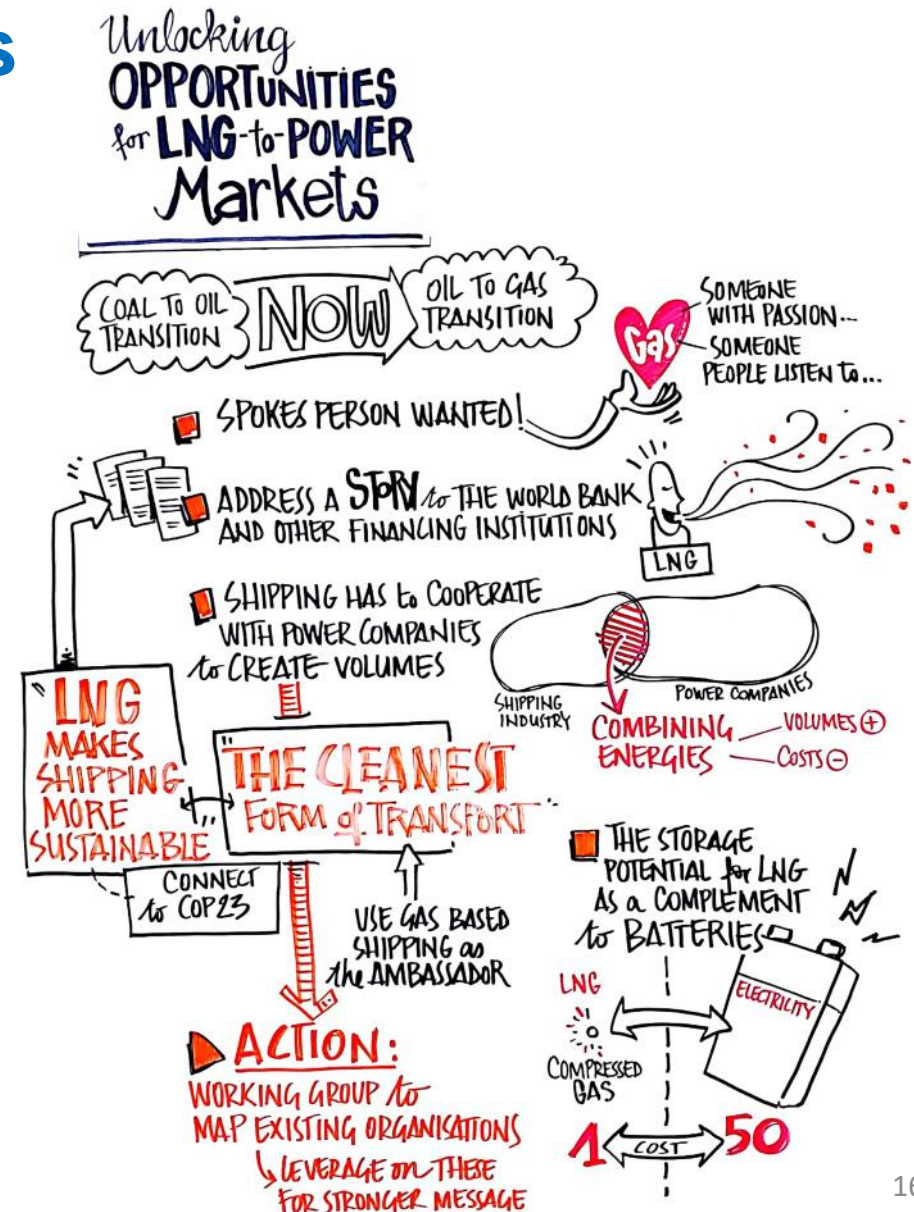 s
Unlocking
OPPORTUNITIES
for LNG-to-POWER
Markets
COAL TO OIL
TRANSITION
NOW
OIL TO GAS
TRANSITION
Gas
SOMEONE
WITH PASSION...
SOMEONE
PEOPLE LISTEN to...
SPOKES PERSON WANTED!
ADDRESS A STORY to THE WORLD BANK
AND OTHER FINANCING INSTITUTIONS
LNG
SHIPPING HAS to COOPERATE
WITH POWER COMPANIES
to CREATE VOLUMES
SHIPPING
INDUSTRY
POWER COMPANIES
COMBINING
ENERGIES
VOLUMES +
COSTS -
"LNG
MAKES
SHIPPING
MORE
SUSTAINABLE"
"THE CLEANEST
FORM of TRANSPORT"
CONNECT
to COP23
USE GAS BASED
SHIPPING as
the AMBASSADOR
THE STORAGE
POTENTIAL for LNG
AS a COMPLEMENT
to BATTERIES
LNG
COMPRESSED
GAS
ELECTRICITY
1 COST 50
ACTION:
WORKING GROUP to
MAP EXISTING ORGANISATIONS
LEVERAGE on THESE
FOR STRONGER MESSAGE
16